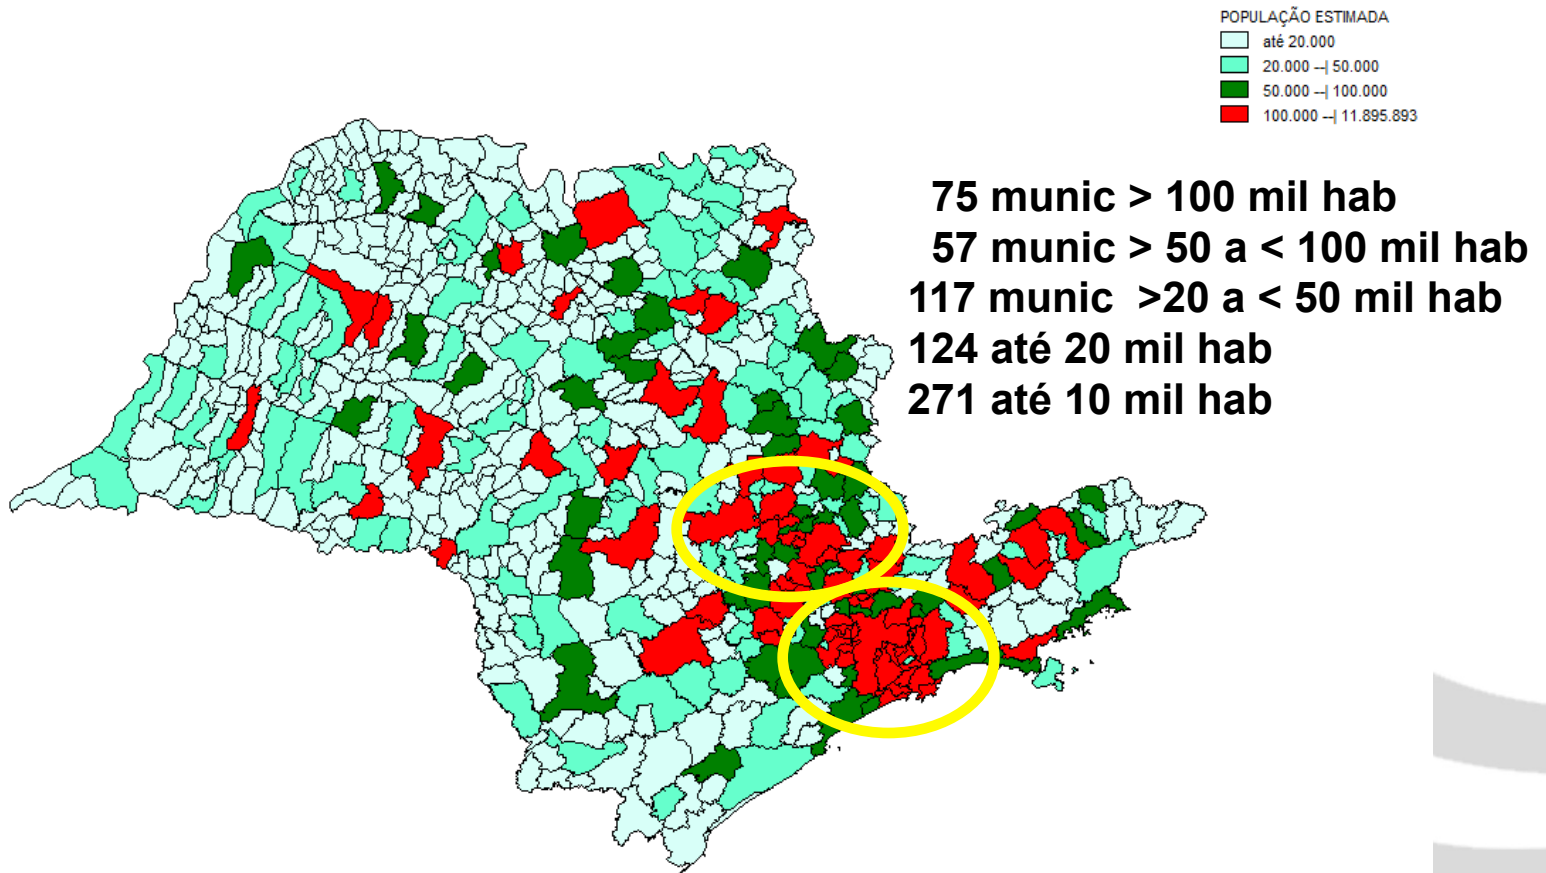 POPULAÇÃO ESTIMADA
até 20.000
20.000 --| 50.000
50.000 --| 100.000
100.000 --| 11.895.893
75 munic > 100 mil hab
57 munic > 50 a < 100 mil hab
117 munic >20 a < 50 mil hab
124 até 20 mil hab
271 até 10 mil hab